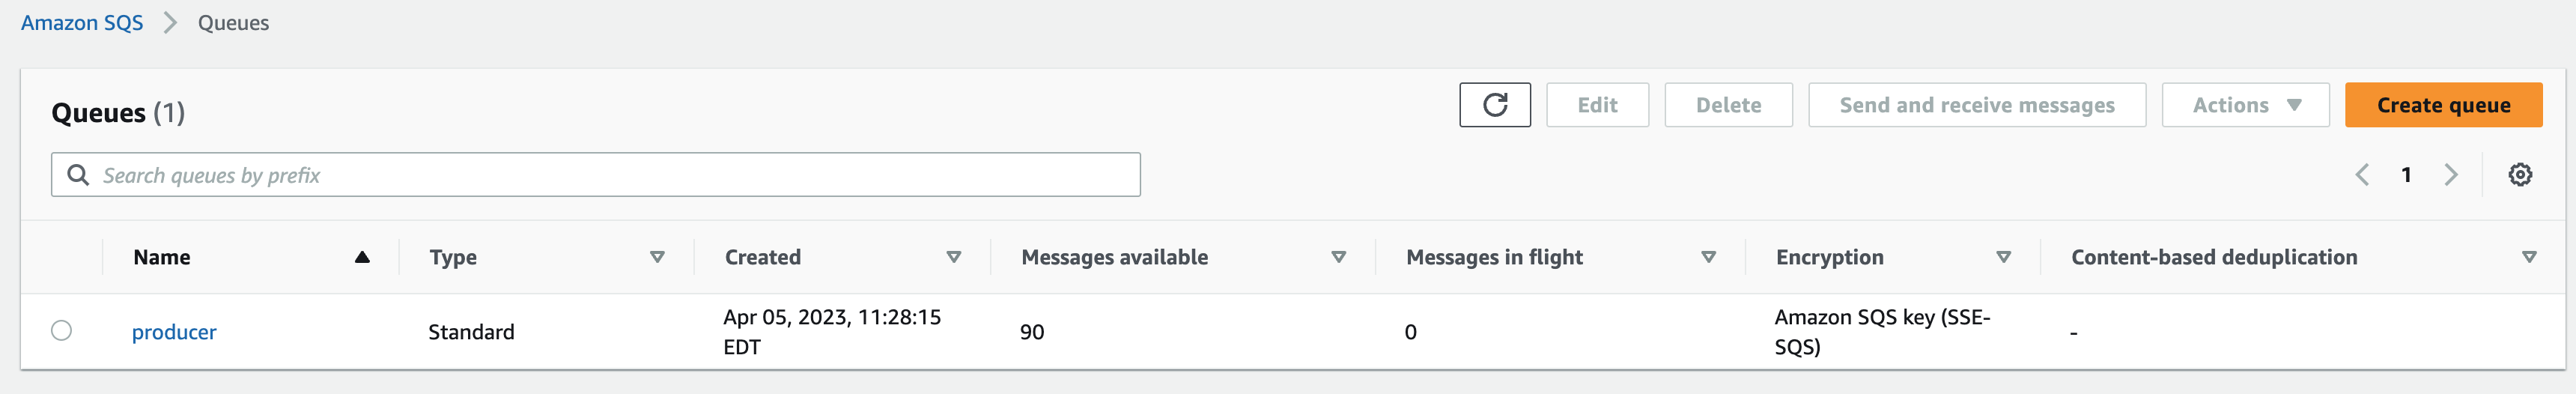 Amazon SQS > Queues
Queues (1)
Edit
Delete
Send and receive messages
Actions
Create queue
Search queues by prefix
1
Name
Type
Created
Messages available
Messages in flight
Encryption
Content-based deduplication
producer
Standard
Apr 05, 2023, 11:28:15
EDT
90
0
Amazon SQS key (SSE-
SQS)
-